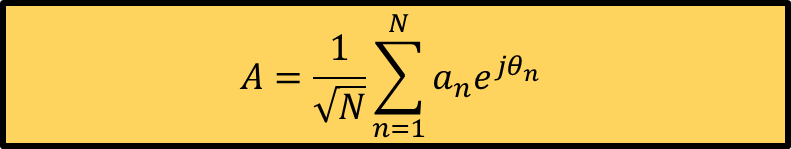 $A = \frac{1}{\sqrt{N}} \sum_{n=1}^{N} a_n e^{j\theta_n}$